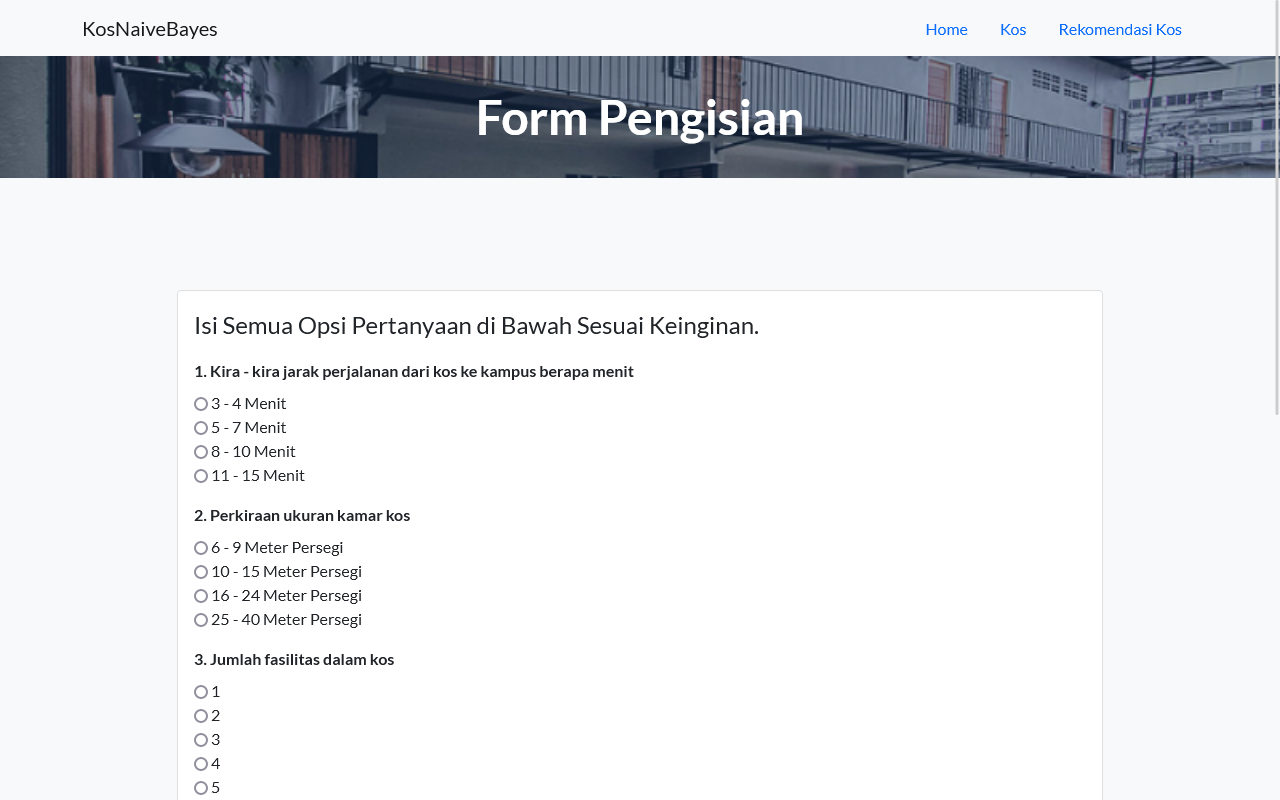 KosNaiveBayes
Home Kos Rekomendasi Kos
Form Pengisian
Isi Semua Opsi Pertanyaan di Bawah Sesuai Keinginan.
1. Kira - kira jarak perjalanan dari kos ke kampus berapa menit
3 - 4 Menit
5 - 7 Menit
8 - 10 Menit
11 - 15 Menit
2. Perkiraan ukuran kamar kos
6 - 9 Meter Persegi
10 - 15 Meter Persegi
16 - 24 Meter Persegi
25 - 40 Meter Persegi
3. Jumlah fasilitas dalam kos
1
2
3
4
5